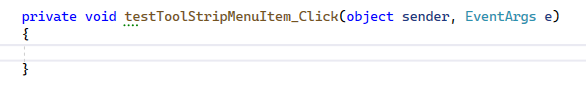 private void testToolStripMenuItem_Click(object sender, EventArgs e)
{
}